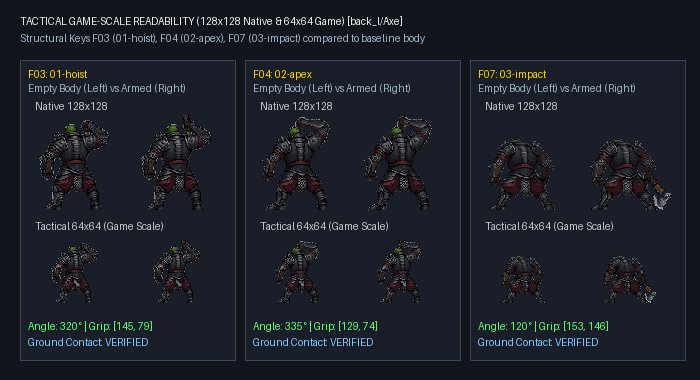 TACTICAL GAME-SCALE READABILITY (128x128 Native & 64x64 Game) [back_l/Axe]
Structural Keys F03 (01-hoist), F04 (02-apex), F07 (03-impact) compared to baseline body
F03: 01-hoist
Empty Body (Left) vs Armed (Right)
Native 128x128
Tactical 64x64 (Game Scale)
Angle: 320° | Grip: [145, 79]
Ground Contact: VERIFIED
F04: 02-apex
Empty Body (Left) vs Armed (Right)
Native 128x128
Tactical 64x64 (Game Scale)
Angle: 335° | Grip: [129, 74]
Ground Contact: VERIFIED
F07: 03-impact
Empty Body (Left) vs Armed (Right)
Native 128x128
Tactical 64x64 (Game Scale)
Angle: 120° | Grip: [153, 146]
Ground Contact: VERIFIED